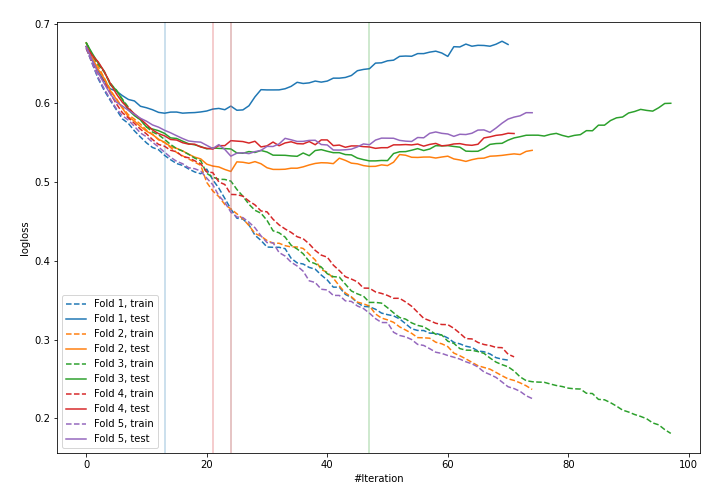 0.7
0.6
0.5
0.4
0.3
0.2
logloss
Fold 1, train
Fold 1, test
Fold 2, train
Fold 2, test
Fold 3, train
Fold 3, test
Fold 4, train
Fold 4, test
Fold 5, train
Fold 5, test
0 20 40 60 80 100
#Iteration